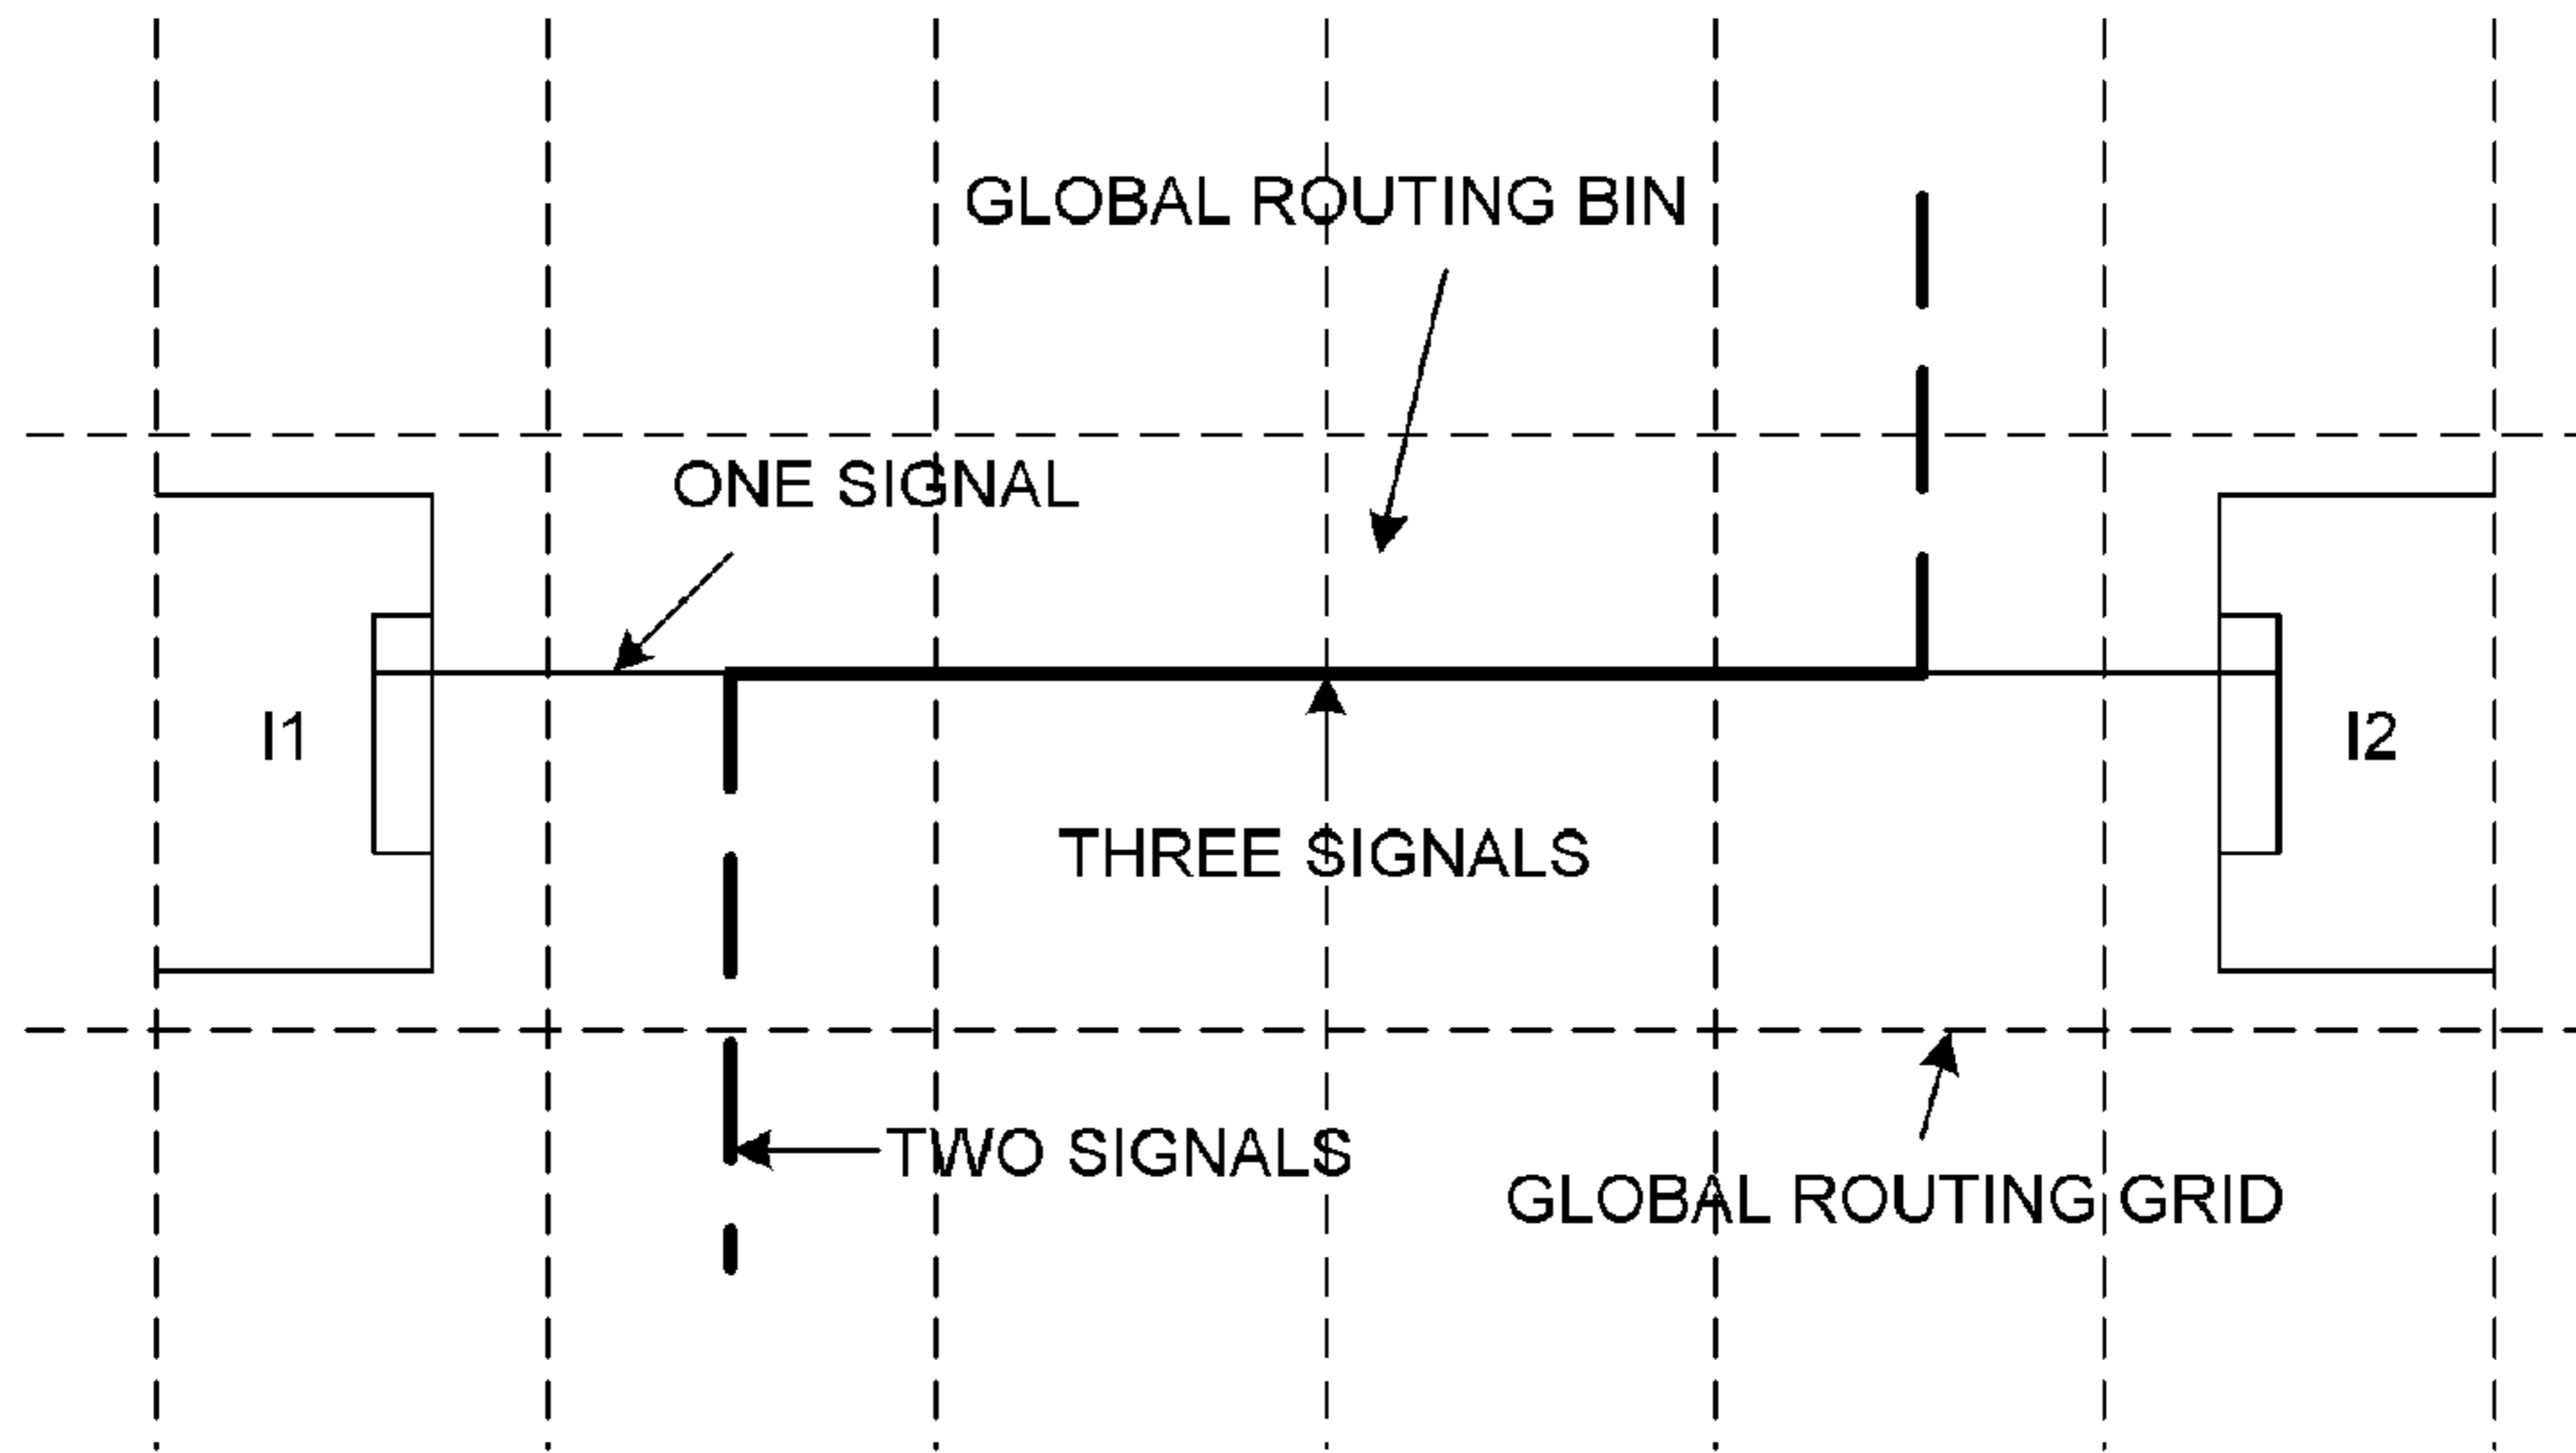 GLOBAL ROUTING BIN
ONE SIGNAL
I1
I2
THREE SIGNALS
TWO SIGNALS
GLOBAL ROUTING GRID